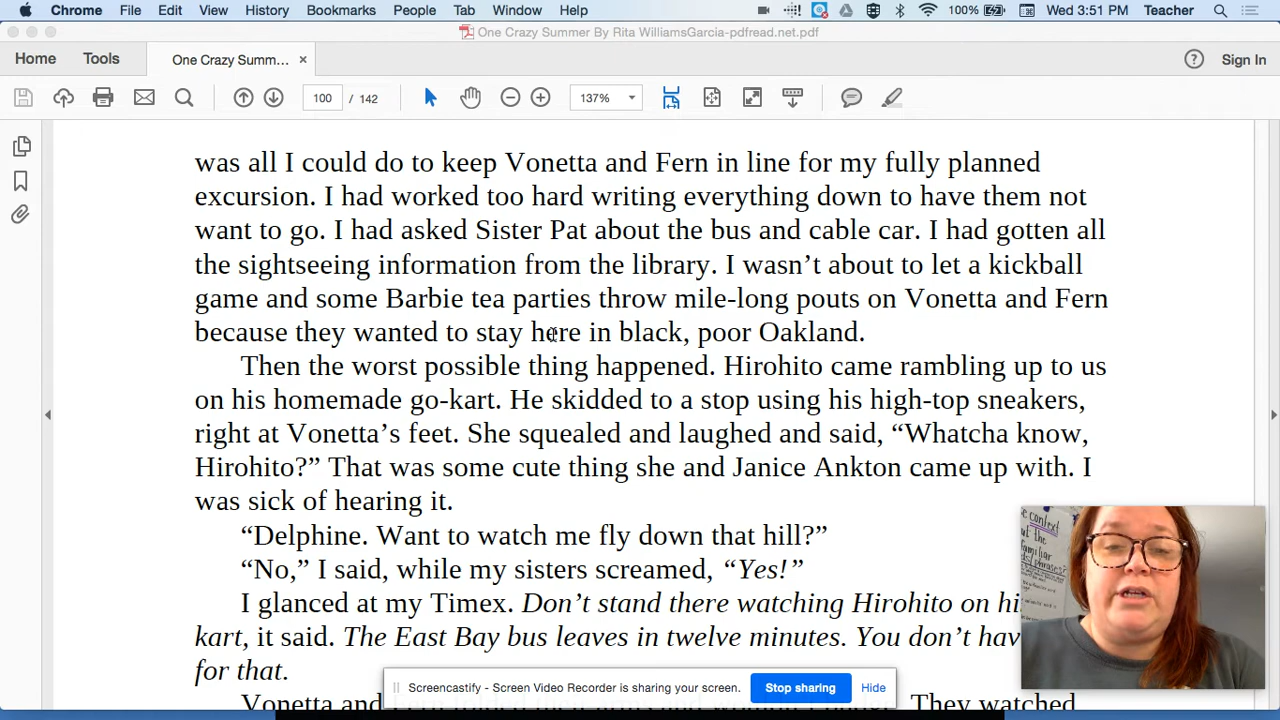 Chrome File Edit View History Bookmarks People Tab Window Help 100% Wed 3:51 PM Teacher
One Crazy Summer By Rita WilliamsGarcia-pdfread.net.pdf
Home Tools One Crazy Summ... × ? Sign In
100 / 142 137%
was all I could do to keep Vonetta and Fern in line for my fully planned
excursion. I had worked too hard writing everything down to have them not
want to go. I had asked Sister Pat about the bus and cable car. I had gotten all
the sightseeing information from the library. I wasn’t about to let a kickball
game and some Barbie tea parties throw mile-long pouts on Vonetta and Fern
because they wanted to stay here in black, poor Oakland.
Then the worst possible thing happened. Hirohito came rambling up to us
on his homemade go-kart. He skidded to a stop using his high-top sneakers,
right at Vonetta’s feet. She squealed and laughed and said, “Whatcha know,
Hirohito?” That was some cute thing she and Janice Ankton came up with. I
was sick of hearing it.
“Delphine. Want to watch me fly down that hill?”
“No,” I said, while my sisters screamed, “Yes!”
I glanced at my Timex. Don’t stand there watching Hirohito on hi
kart, it said. The East Bay bus leaves in twelve minutes. You don’t hav
for that.
Vonetta and They watched
context
Screencastify - Screen Video Recorder is sharing your screen. Stop sharing Hide